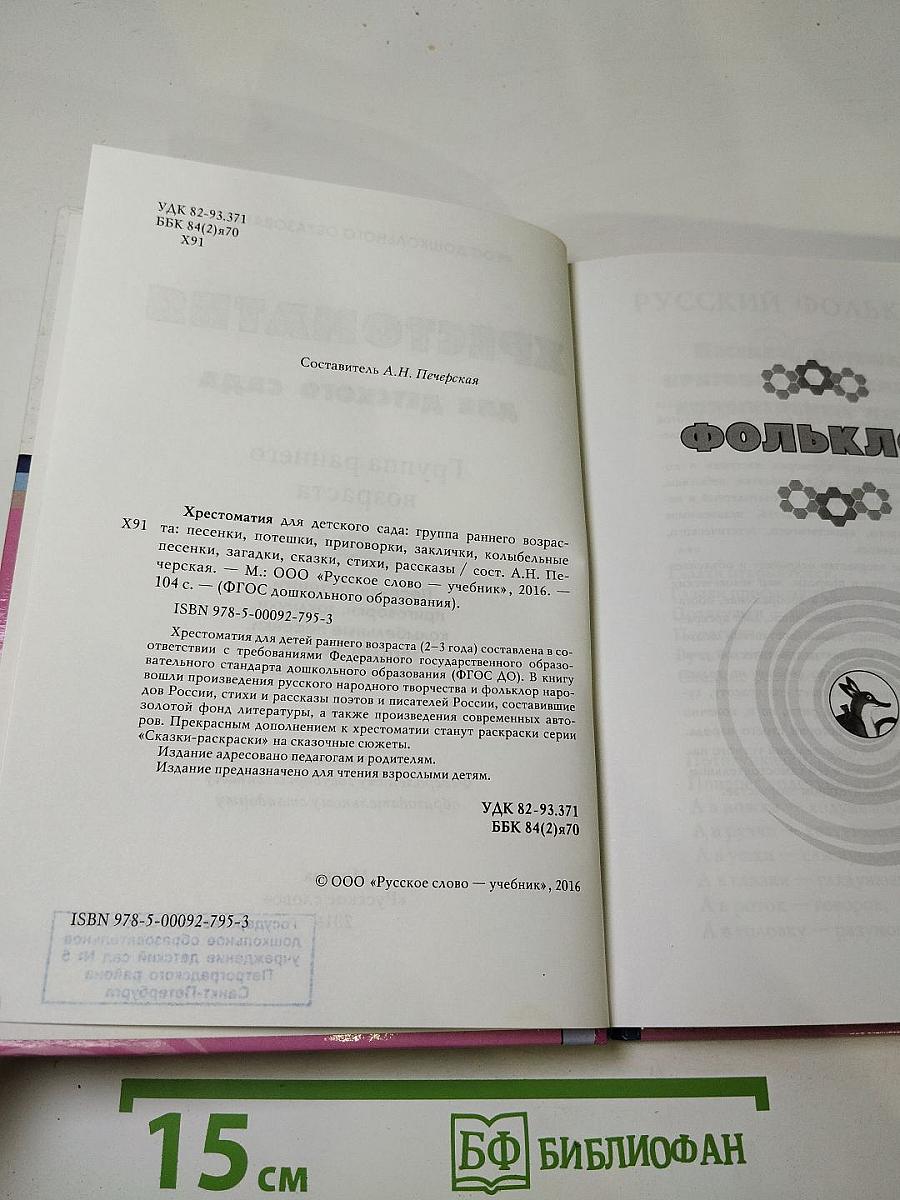 УДК 82-93.371
ББК 84(2)я70
Х91
Составитель А.Н. Печерская
Хрестоматия для детского сада: группа раннего возрас-
Х91 та: песенки, потешки, приговорки, заклички, колыбельные
песенки, загадки, сказки, стихи, рассказы / сост. А.Н. Пе-
черская. — М.: ООО «Русское слово — учебник», 2016. —
104 с. — (ФГОС дошкольного образования).
ISBN 978-5-00092-795-3
Хрестоматия для детей раннего возраста (2–3 года) составлена в со-
ответствии с требованиями Федерального государственного образо-
вательного стандарта дошкольного образования (ФГОС ДО). В книгу
вошли произведения русского народного творчества и фольклор наро-
дов России, стихи и рассказы поэтов и писателей России, составившие
золотой фонд литературы, а также произведения современных авто-
ров. Прекрасным дополнением к хрестоматии станут раскраски серии
«Сказки-раскраски» на сказочные сюжеты.
Издание адресовано педагогам и родителям.
Издание предназначено для чтения взрослыми детям.
УДК 82-93.371
ББК 84(2)я70
© ООО «Русское слово — учебник», 2016
ISBN 978-5-00092-795-3
дошкольное образовательное
учреждение детский сад № 5
Петроградского района
Санкт-Петербурга
ФОЛЬКЛО
15 см
БФ БИБЛИОФАН